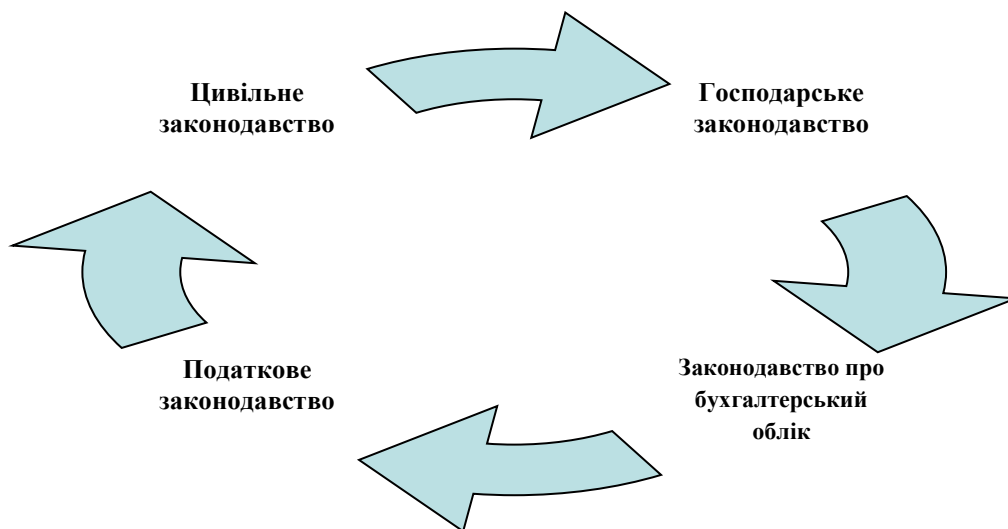 Цивільне
законодавство
Господарське
законодавство
Податкове
законодавство
Законодавство про
бухгалтерський
облік